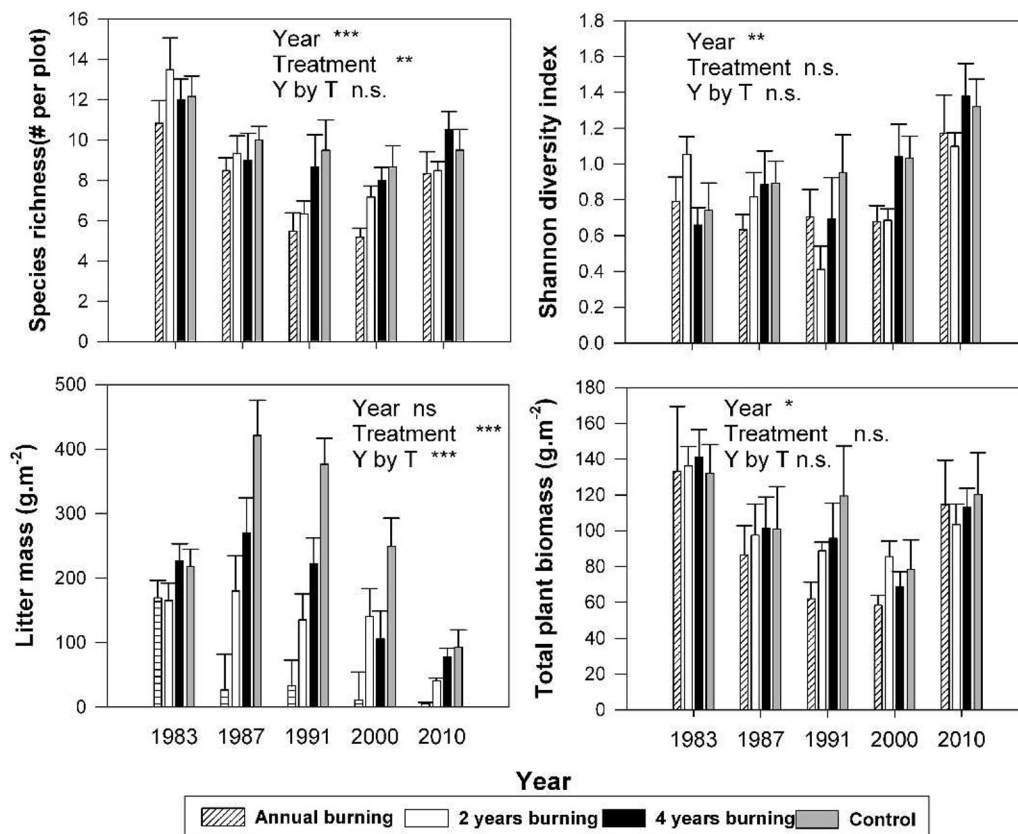 Species richness(# per plot)
16
14
12
10
8
6
4
2
0
Year ***
Treatment **
Y by T n.s.
Shannon diversity index
1.8
1.6
1.4
1.2
1.0
0.8
0.6
0.4
0.2
0.0
Year **
Treatment n.s.
Y by T n.s.
Litter mass (g.m-2)
500
400
300
200
100
0
Year ns
Treatment ***
Y by T ***
1983 1987 1991 2000 2010
Total plant biomass (g.m-2)
180
160
140
120
100
80
60
40
20
0
Year *
Treatment n.s.
Y by T n.s.
1983 1987 1991 2000 2010
Year
Annual burning 2 years burning 4 years burning Control